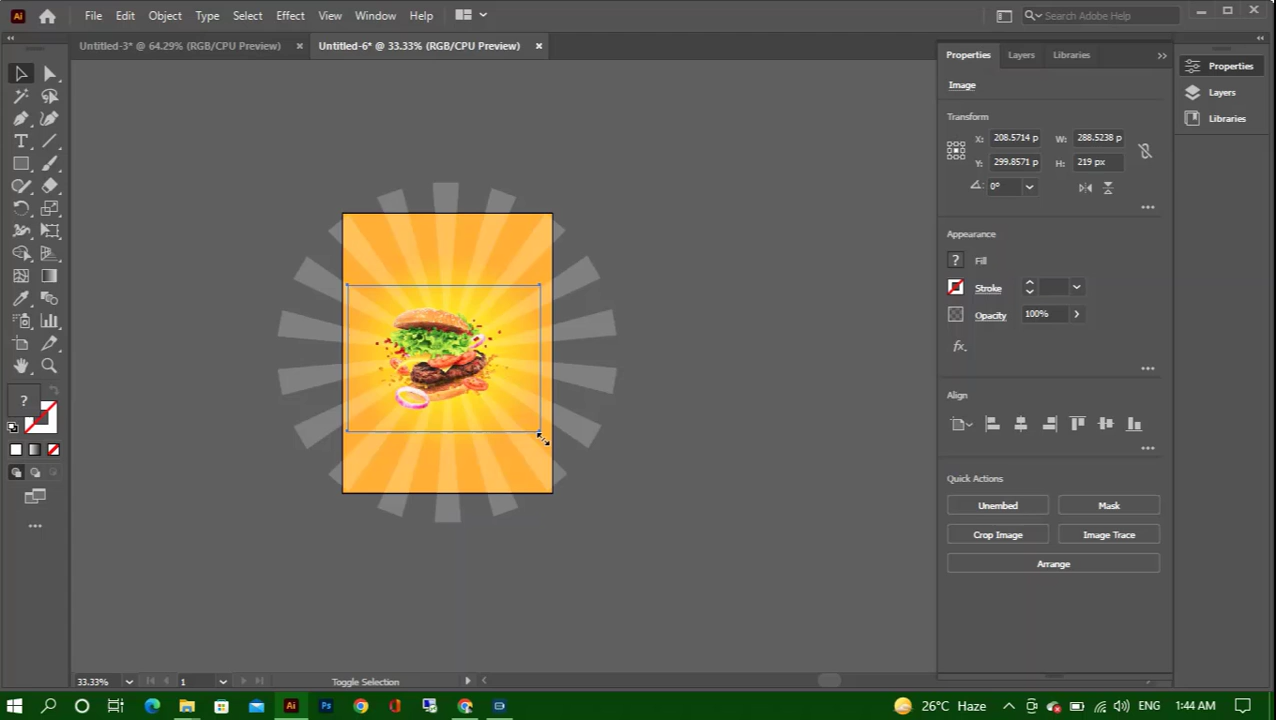 Ai File Edit Object Type Select Effect View Window Help Search Adobe Help
Untitled-3* @ 64.29% (RGB/CPU Preview) × Untitled-6* @ 33.33% (RGB/CPU Preview) ×
Properties Layers Libraries
Properties
Layers
Libraries
Image
Transform
X: 208.5714 p W: 288.5238 p
Y: 299.8571 p H: 219 px
0°
Appearance
? Fill
Stroke
Opacity 100%
fx
Align
Quick Actions
Unembed Mask
Crop Image Image Trace
Arrange
T
?
33.33% 1 Toggle Selection
Ai Ps 26°C Haze ENG 1:44 AM